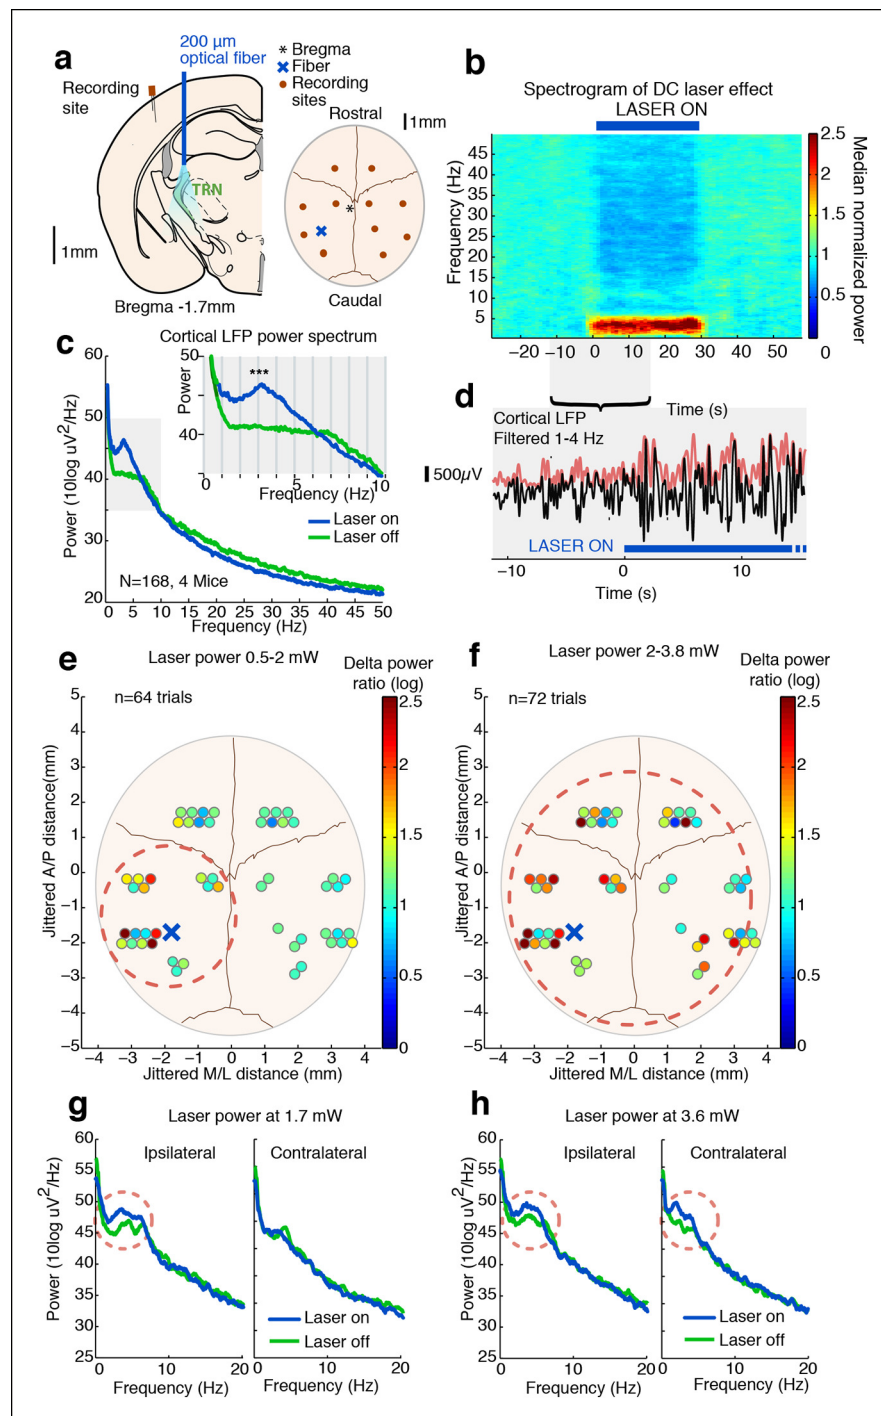 a
200 µm
optical fiber
Recording
site
TRN
1mm
Bregma -1.7mm
* Bregma
Fiber
Recording
sites
Rostral
1mm
*
Caudal
b
Spectrogram of DC laser effect
LASER ON
Frequency (Hz)
45
40
35
30
25
20
15
10
5
−20 −10 0 10 20 30 40 50
Time (s)
2.5
2.0
1.5
1.0
0.5
0
Median normalized power
c
Cortical LFP power spectrum
Power (10log uV²/Hz)
60
50
40
30
20
0 5 10 15 20 25 30 35 40 45 50
Frequency (Hz)
N=168, 4 Mice
Power
50
40
***
0 5 10
Frequency (Hz)
Laser on
Laser off
d
Cortical LFP
Filtered 1-4 Hz
500µV
LASER ON
−10 0 10
Time (s)
e
Laser power 0.5-2 mW
n=64 trials
Delta power
ratio (log)
Jittered A/P distance(mm)
5
4
3
2
1
0
−1
−2
−3
−4
−5
−4 −3 −2 −1 0 1 2 3 4
Jittered M/L distance (mm)
2.5
2
1.5
1
0.5
0
f
Laser power 2-3.8 mW
n=72 trials
Delta power
ratio (log)
Jittered A/P distance(mm)
5
4
3
2
1
0
−1
−2
−3
−4
−5
−4 −3 −2 −1 0 1 2 3 4
Jittered M/L distance (mm)
2.5
2
1.5
1
0.5
0
g
Laser power at 1.7 mW
Ipsilateral
Contralateral
Power (10log uV²/Hz)
60
55
50
45
40
35
30
25
0 10 20
0 20
Frequency (Hz)
Frequency (Hz)
Laser on
Laser off
h
Laser power at 3.6 mW
Ipsilateral
Contralateral
Power (10log uV²/Hz)
60
55
50
45
40
35
30
25
0 10 20
0 10 20
Frequency (Hz)
Frequency (Hz)
Laser on
Laser off